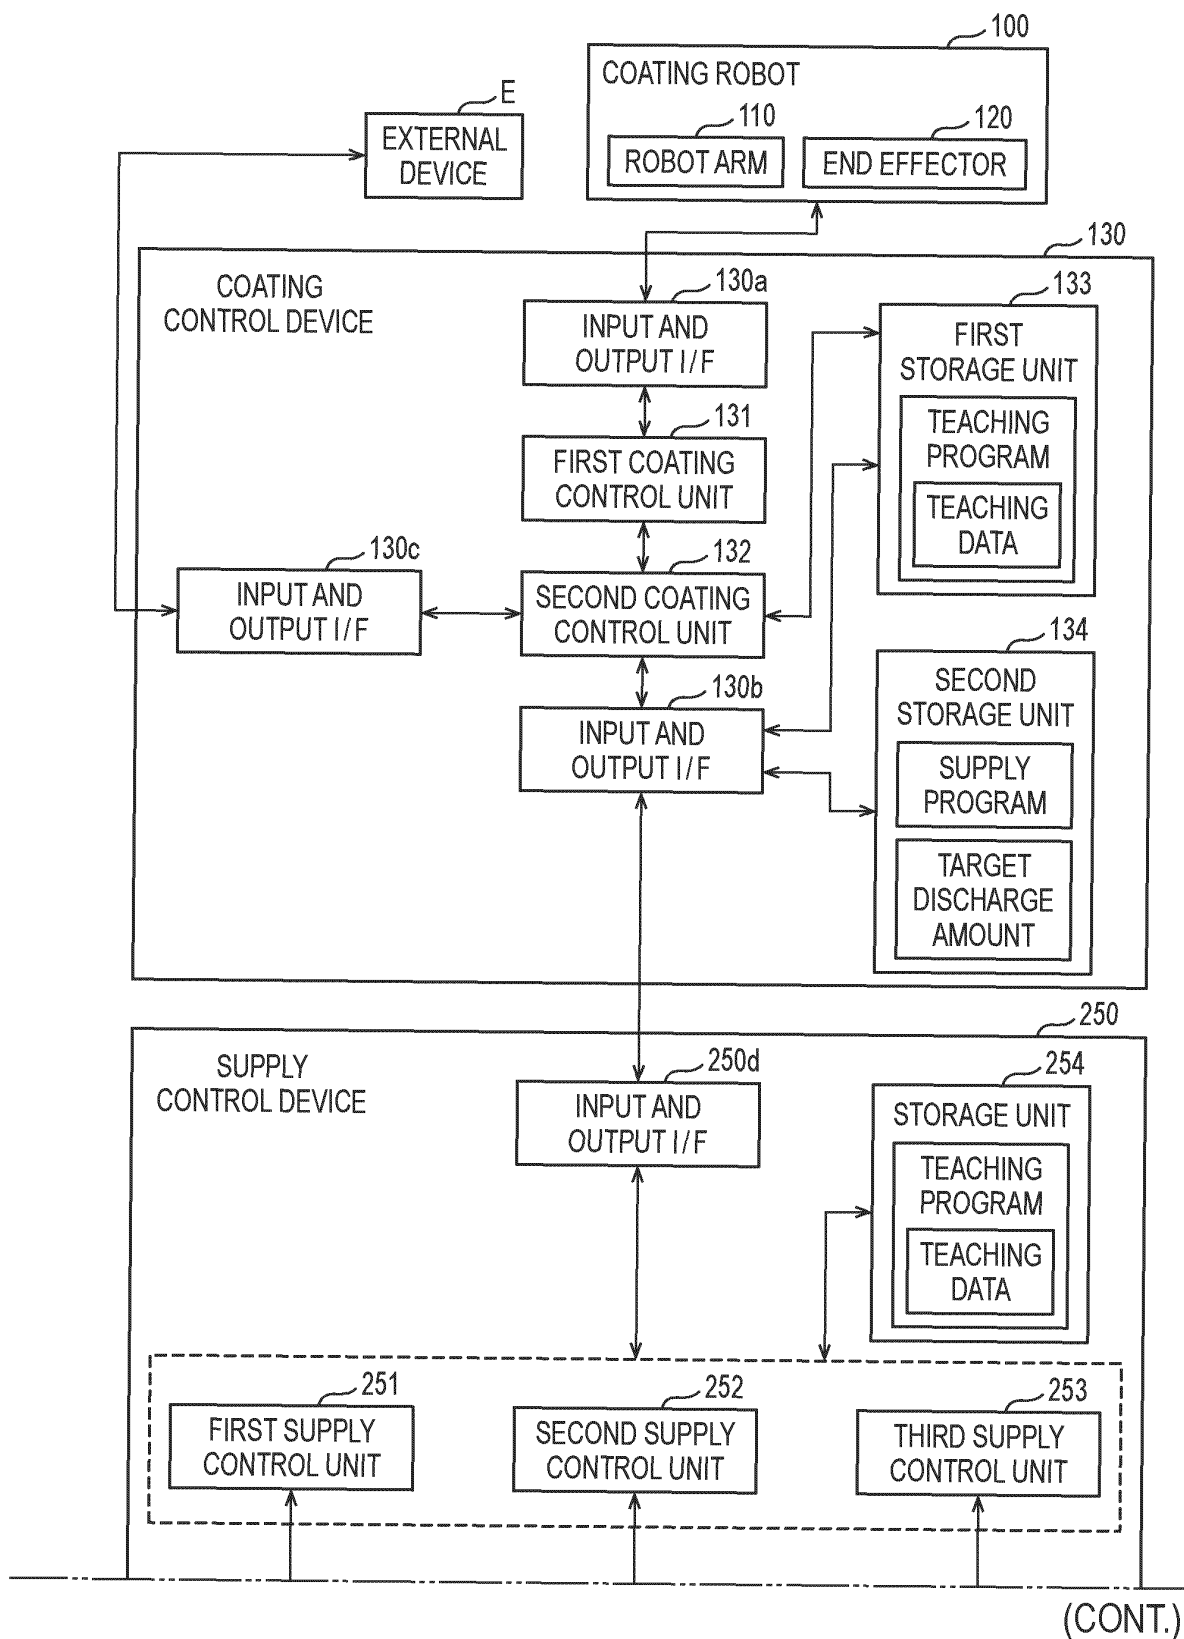 100
COATING ROBOT
110
ROBOT ARM
120
END EFFECTOR
E
EXTERNAL
DEVICE
130
COATING
CONTROL DEVICE
130a
INPUT AND
OUTPUT I/F
133
FIRST
STORAGE UNIT
TEACHING
PROGRAM
TEACHING
DATA
131
FIRST COATING
CONTROL UNIT
130c
INPUT AND
OUTPUT I/F
132
SECOND COATING
CONTROL UNIT
130b
INPUT AND
OUTPUT I/F
134
SECOND
STORAGE UNIT
SUPPLY
PROGRAM
TARGET
DISCHARGE
AMOUNT
250
SUPPLY
CONTROL DEVICE
250d
INPUT AND
OUTPUT I/F
254
STORAGE UNIT
TEACHING
PROGRAM
TEACHING
DATA
251
FIRST SUPPLY
CONTROL UNIT
252
SECOND SUPPLY
CONTROL UNIT
253
THIRD SUPPLY
CONTROL UNIT
(CONT.)